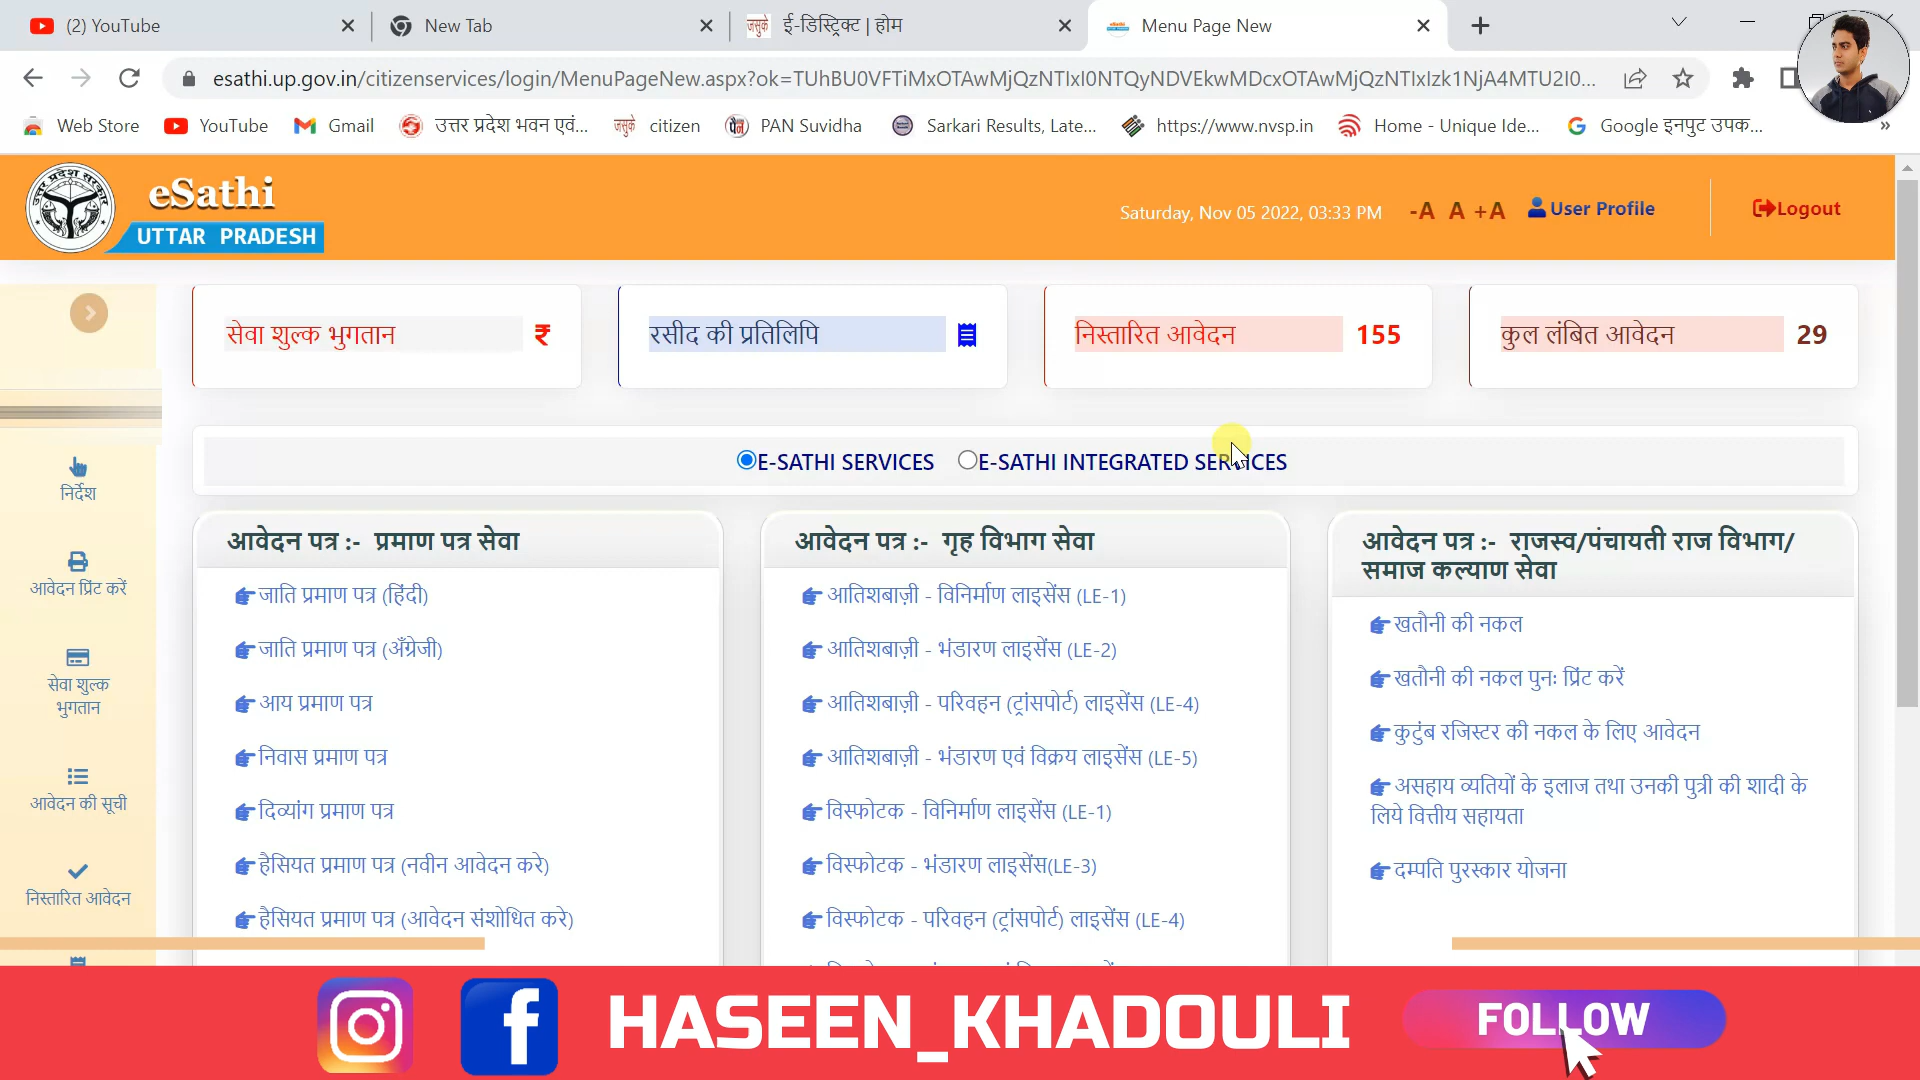 (2) YouTube
New Tab
जसुके ई-डिस्ट्रिक्ट | होम
Menu Page New
esathi.up.gov.in/citizenservices/login/MenuPageNew.aspx?ok=TUhBU0VFTiMxOTAwMjQzNTIxI0NTQyNDVEkwMDcxOTAwMjQzNTIxIzk1NjA4MTU2I0...
Web Store
YouTube
Gmail
उत्तर प्रदेश भवन एवं...
जसुके citizen
PAN Suvidha
Sarkari Results, Late...
https://www.nvsp.in
Home - Unique Ide...
Google इनपुट उपक...
»
eSathi
UTTAR PRADESH
Saturday, Nov 05 2022, 03:33 PM
-A A +A
User Profile
Logout
सेवा शुल्क भुगतान ₹
रसीद की प्रतिलिपि
निस्तारित आवेदन 155
कुल लंबित आवेदन 29
E-SATHI SERVICES E-SATHI INTEGRATED SERVICES
निर्देश
आवेदन प्रिंट करें
सेवा शुल्क
भुगतान
आवेदन की सूची
निस्तारित आवेदन
आवेदन पत्र :- प्रमाण पत्र सेवा
जाति प्रमाण पत्र (हिंदी)
जाति प्रमाण पत्र (अँग्रेजी)
आय प्रमाण पत्र
निवास प्रमाण पत्र
दिव्यांग प्रमाण पत्र
हैसियत प्रमाण पत्र (नवीन आवेदन करे)
हैसियत प्रमाण पत्र (आवेदन संशोधित करे)
आवेदन पत्र :- गृह विभाग सेवा
आतिशबाज़ी - विनिर्माण लाइसेंस (LE-1)
आतिशबाज़ी - भंडारण लाइसेंस (LE-2)
आतिशबाज़ी - परिवहन (ट्रांसपोर्ट) लाइसेंस (LE-4)
आतिशबाज़ी - भंडारण एवं विक्रय लाइसेंस (LE-5)
विस्फोटक - विनिर्माण लाइसेंस (LE-1)
विस्फोटक - भंडारण लाइसेंस(LE-3)
विस्फोटक - परिवहन (ट्रांसपोर्ट) लाइसेंस (LE-4)
आवेदन पत्र :- राजस्व/पंचायती राज विभाग/
समाज कल्याण सेवा
खतौनी की नकल
खतौनी की नकल पुनः प्रिंट करें
कुटुंब रजिस्टर की नकल के लिए आवेदन
असहाय व्यतियों के इलाज तथा उनकी पुत्री की शादी के
लिये वित्तीय सहायता
दम्पति पुरस्कार योजना
HASEEN_KHADOULI
FOLLOW